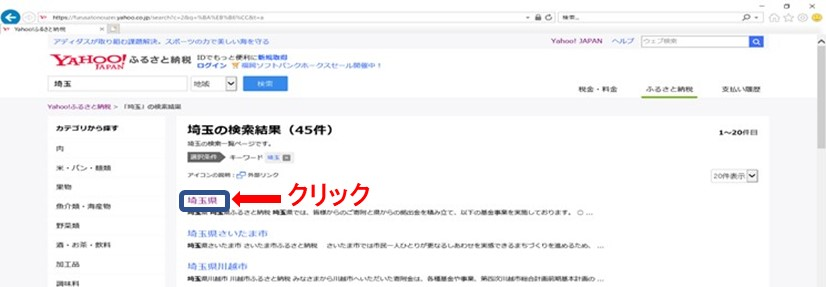 Yahoo!ふるさと納税
アディダスが取り組む課題解決。スポーツの力で美しい海を守る
Yahoo! JAPAN ヘルプ ウェブ検索
YAHOO! JAPAN ふるさと納税
IDでもっと便利に新規取得
ログイン 福岡ソフトバンクホークスセール開催中！
埼玉 地域 検索
税金・料金 ふるさと納税 支払い履歴
Yahoo!ふるさと納税 > 「埼玉」の検索結果
カテゴリから探す
肉
米・パン・麺類
果物
魚介類・海産物
野菜類
酒・お茶・飲料
加工品
調味料
埼玉の検索結果（45件）
1～20件目
埼玉の検索一覧ページです。
選択条件 キーワード 埼玉
アイコンの説明： 外部リンク
20件表示
埼玉県
クリック
埼玉県 埼玉県ふるさと納税 埼玉県では、皆様からのご寄附と県からの拠出金を積み立て、以下の基金事業を実施しております。 ○ ...
埼玉県さいたま市
埼玉県さいたま市 さいたま市ふるさと納税 さいたま市では市民一人ひとりが更なるしあわせを実感できるまちづくりを進めるため、 ...
埼玉県川越市
埼玉県川越市 川越市ふるさと納税 みなさまから川越市へいただいた寄附金は、各種基金や事業、第四次川越市総合計画前期基本計画の ...